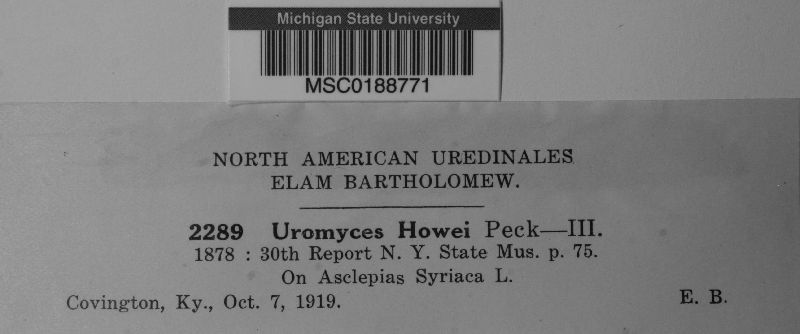 Michigan State University
MSC0188771
NORTH AMERICAN UREDINALES
ELAM BARTHOLOMEW.
2289 Uromyces Howei Peck—III.
1878 : 30th Report N. Y. State Mus. p. 75.
On Asclepias Syriaca L.
Covington, Ky., Oct. 7, 1919. E. B.